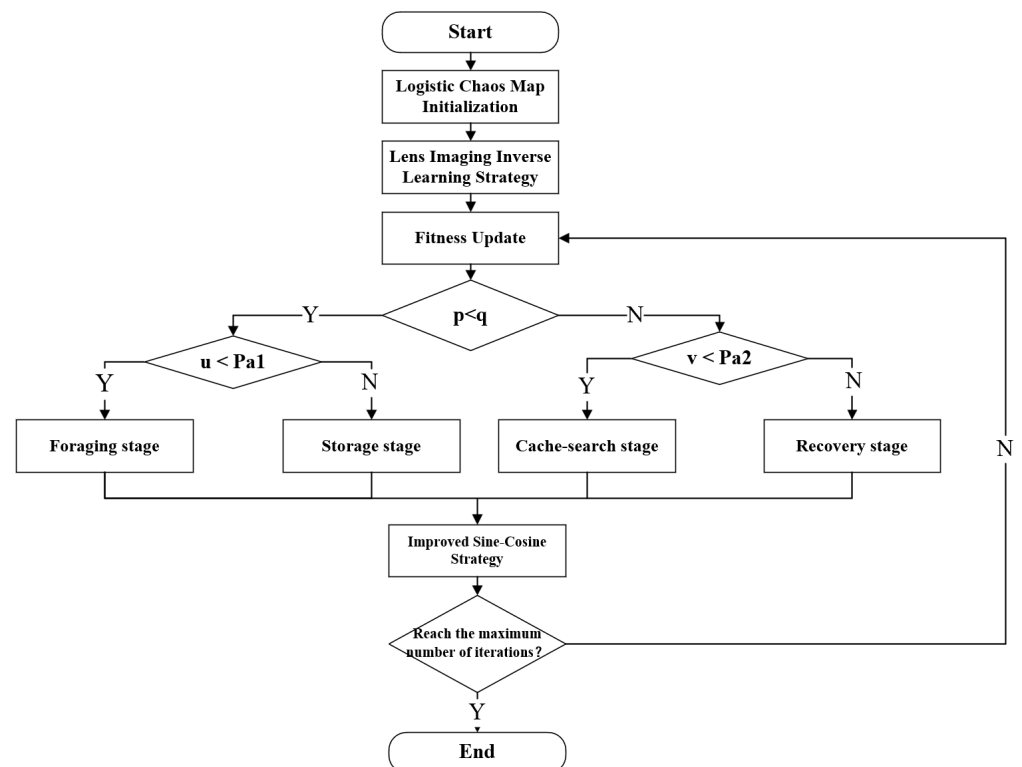 Start
Logistic Chaos Map
Initialization
Lens Imaging Inverse
Learning Strategy
Fitness Update
p<q
Y
N
u < Pa1
v < Pa2
Y
N
Y
N
Foraging stage
Storage stage
Cache-search stage
Recovery stage
N
Improved Sine-Cosine
Strategy
Reach the maximum
number of iterations?
Y
End